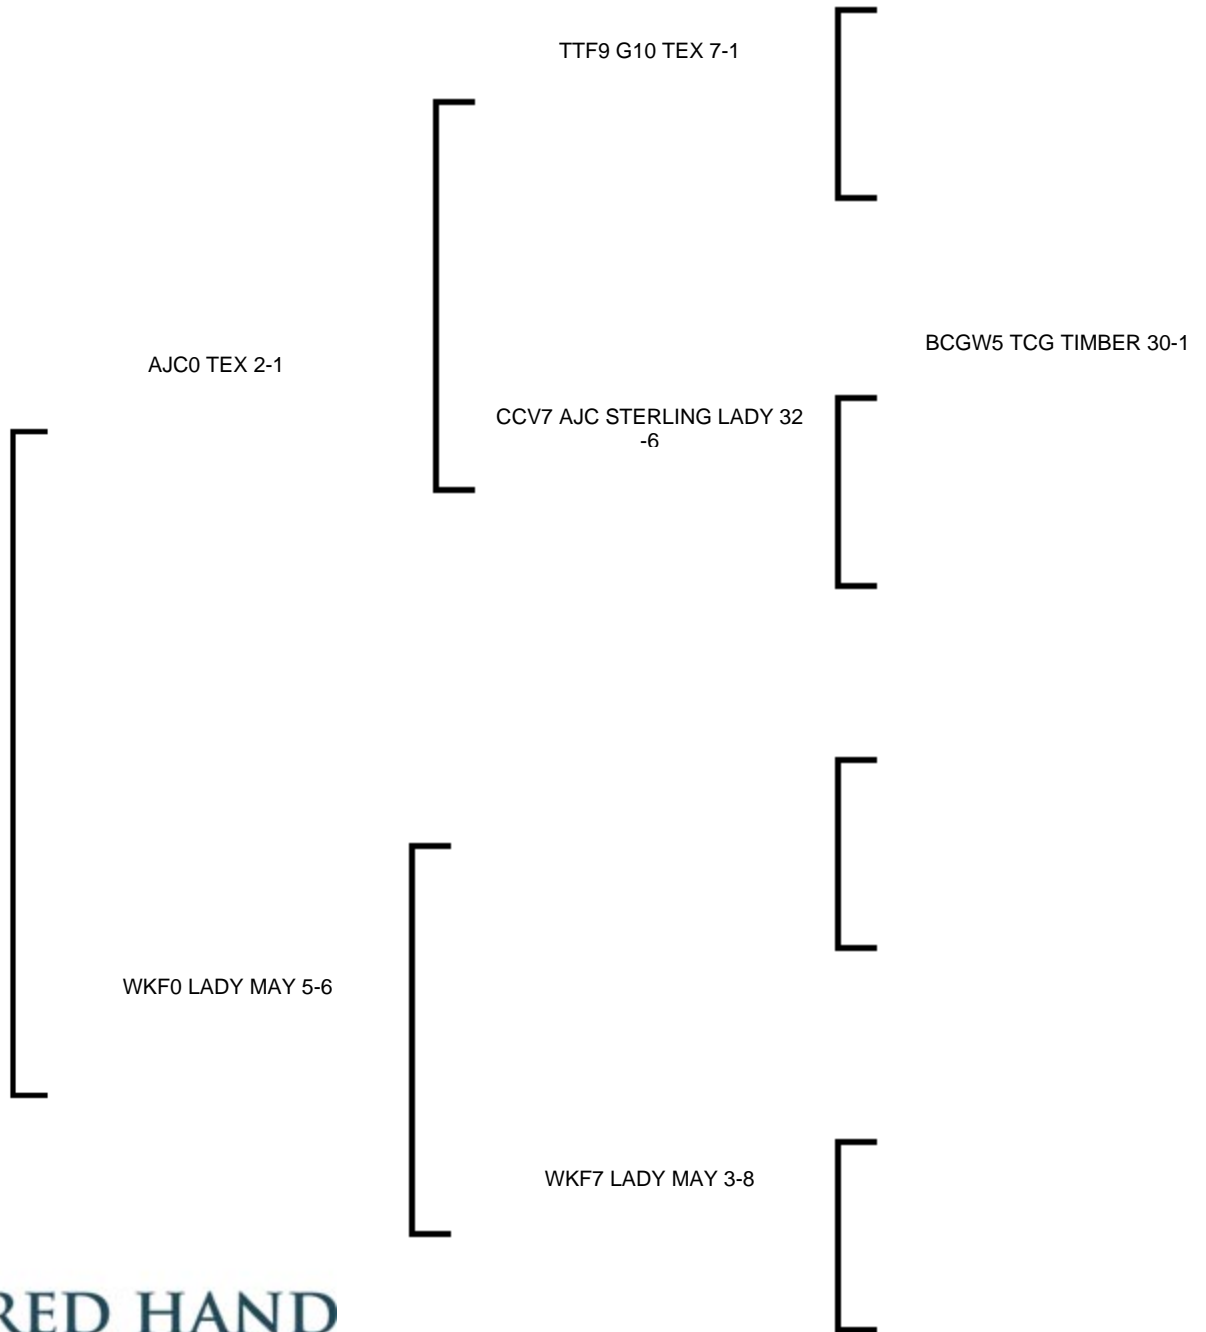 TTF9 G10 TEX 7-1
BCGW5 TCG TIMBER 30-1
AJC0 TEX 2-1
CCV7 AJC STERLING LADY 32
-6
WKF0 LADY MAY 5-6
WKF7 LADY MAY 3-8
RED HAND